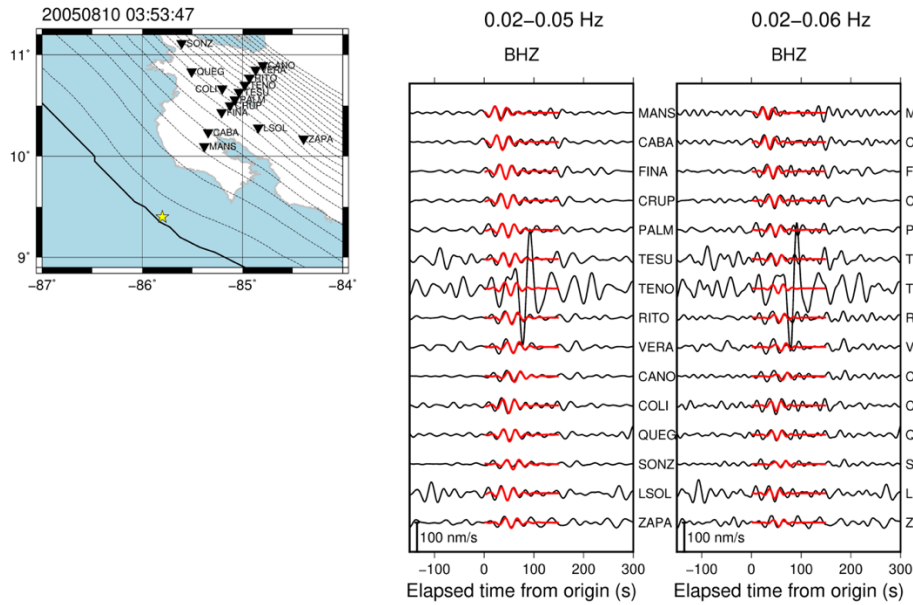 20050810 03:53:47
11°
10°
9°
−87°
−86°
−85°
−84°
SONZ
QUEG
COLI
CANO
VERA
RITO
TENO
TESU
PALM
CRUP
FINA
CABA
MANS
LSOL
ZAPA
0.02−0.05 Hz
BHZ
MANS
CABA
FINA
CRUP
PALM
TESU
TENO
RITO
VERA
CANO
COLI
QUEG
SONZ
LSOL
ZAPA
100 nm/s
−100 0 100 200 300
Elapsed time from origin (s)
0.02−0.06 Hz
BHZ
M
C
F
C
P
T
T
R
V
C
C
Q
S
L
Z
100 nm/s
−100 0 100 200 300
Elapsed time from origin (s)